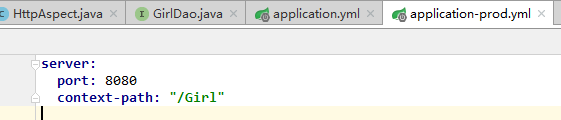 HttpAspect.java GirlDao.java application.yml application-prod.yml
server:
  port: 8080
  context-path: "/Girl"